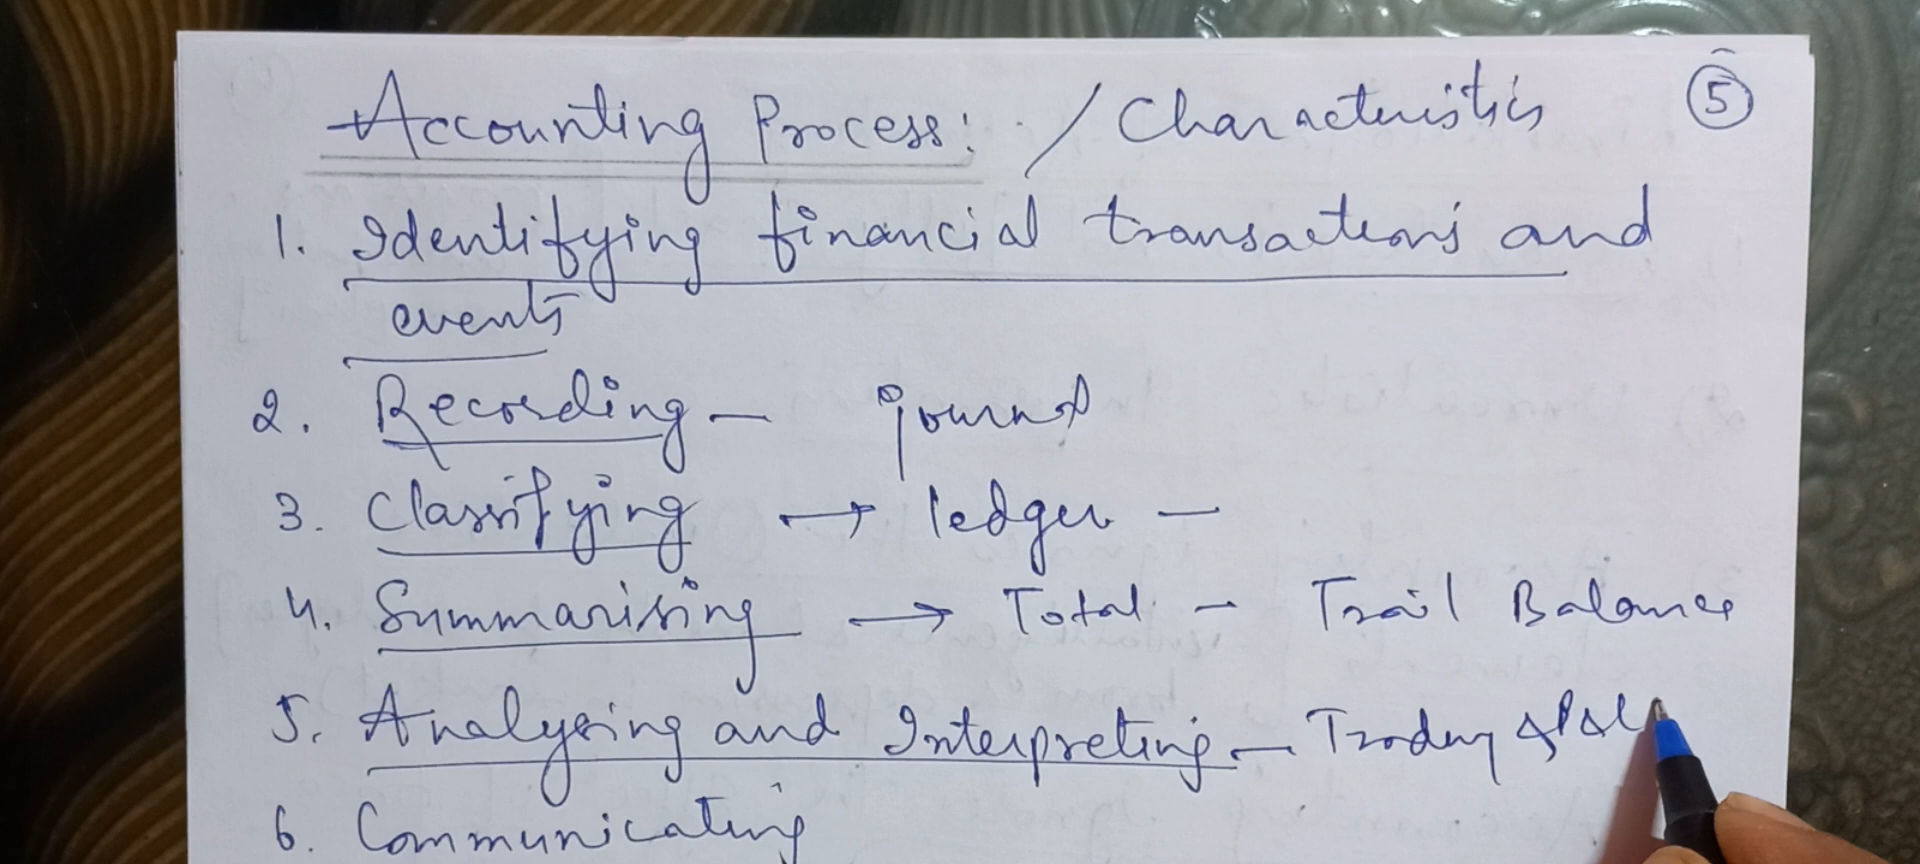 Accounting Process: / Characteristics ⑤
1. Identifying financial transactions and
events
2. Recording - journal
3. Classifying → ledger -
4. Summarising → Total - Trail Balance
5. Analysing and Interpreting - Trading & P&L
6. Communicating